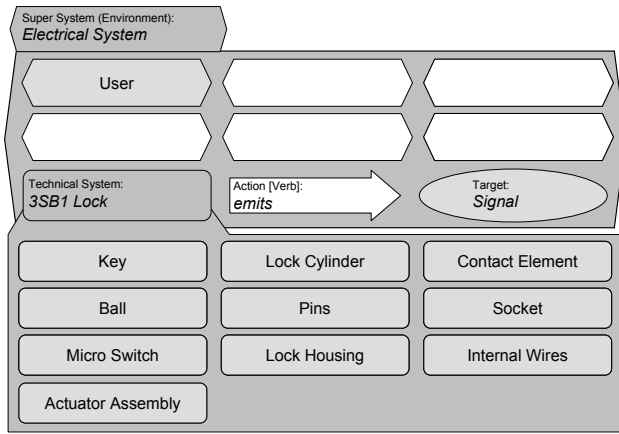 Super System (Environment):
Electrical System
User
Technical System:
3SB1 Lock
Action [Verb]:
emits
Target:
Signal
Key
Lock Cylinder
Contact Element
Ball
Pins
Socket
Micro Switch
Lock Housing
Internal Wires
Actuator Assembly